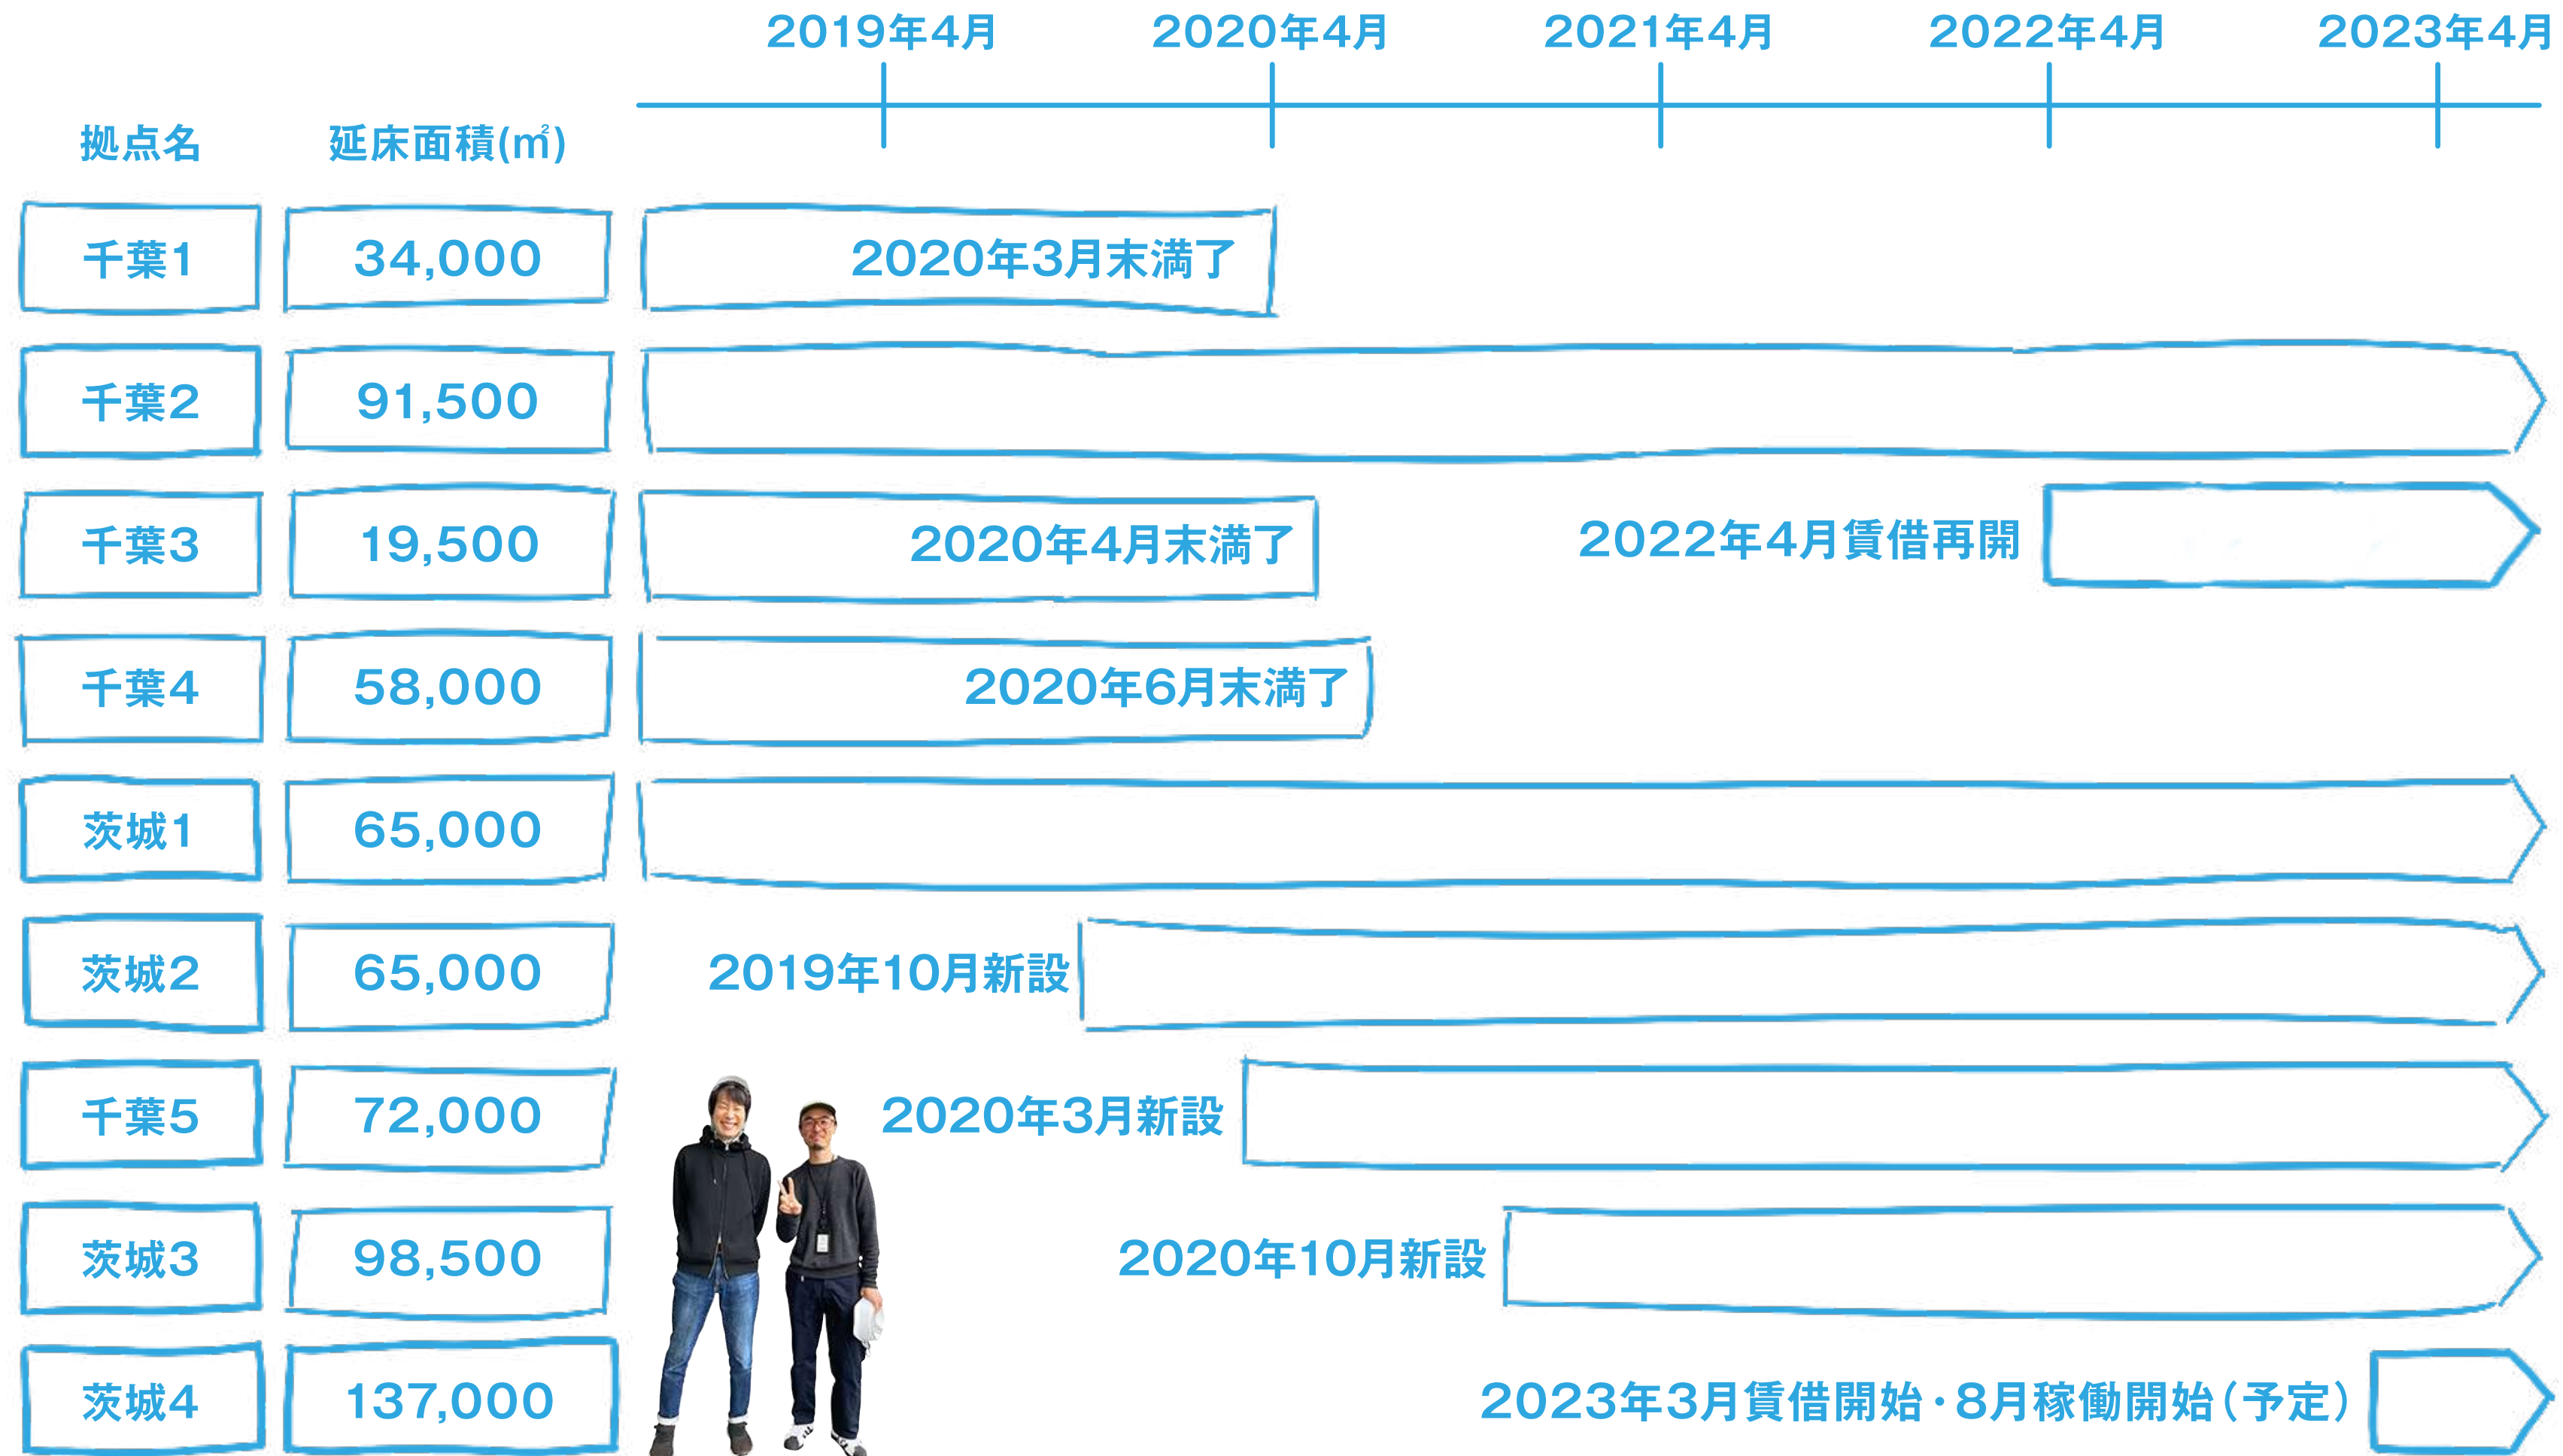 2019年4月 2020年4月 2021年4月 2022年4月 2023年4月
拠点名 延床面積(㎡)
千葉1 34,000 2020年3月末満了
千葉2 91,500
千葉3 19,500 2020年4月末満了 2022年4月賃借再開
千葉4 58,000 2020年6月末満了
茨城1 65,000
茨城2 65,000 2019年10月新設
千葉5 72,000 2020年3月新設
茨城3 98,500 2020年10月新設
茨城4 137,000 2023年3月賃借開始・8月稼働開始（予定）